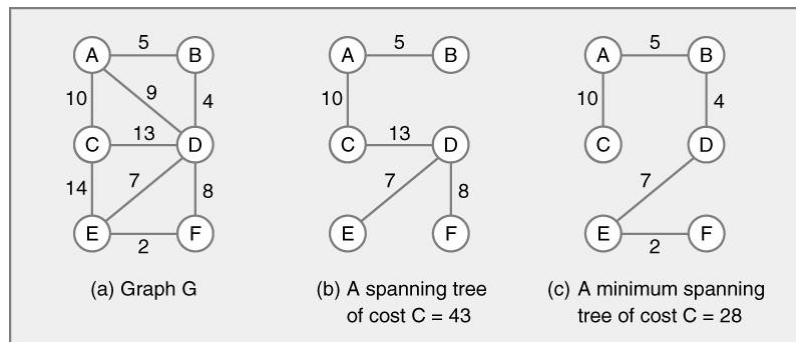 5
5
5
A
B
A
B
A
B
10
9
4
10
10
4
13
13
C
D
C
D
C
D
14
7
8
7
8
7
E
F
E
F
E
F
2
2
(a) Graph G
(b) A spanning tree
of cost C = 43
(c) A minimum spanning
tree of cost C = 28